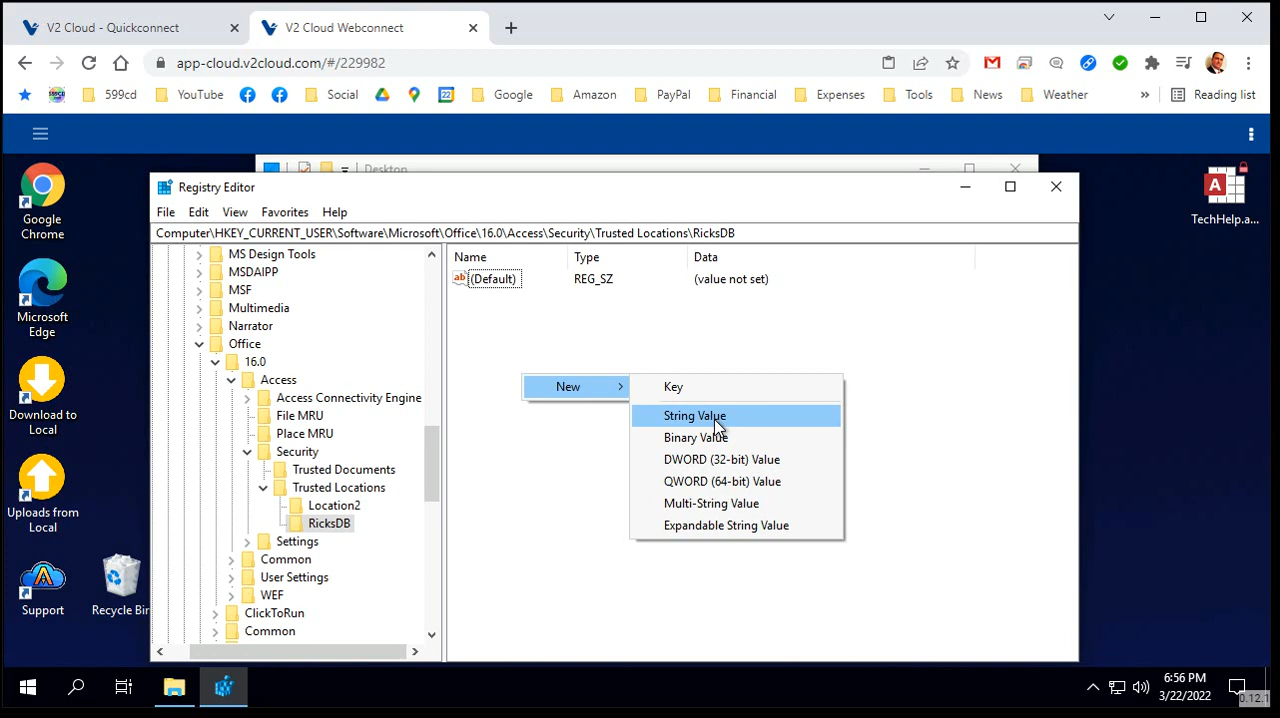 V2 Cloud - Quickconnect
V2 Cloud Webconnect
app-cloud.v2cloud.com/#/229982
599cd
YouTube
Social
22
Google
Amazon
PayPal
Financial
Expenses
Tools
News
Weather
»
Reading list
Desktop
Registry Editor
File Edit View Favorites Help
Computer\HKEY_CURRENT_USER\Software\Microsoft\Office\16.0\Access\Security\Trusted Locations\RicksDB
Name Type Data
ab (Default) REG_SZ (value not set)
MS Design Tools
MSDAIPP
MSF
Multimedia
Narrator
Office
16.0
Access
Access Connectivity Engine
File MRU
Place MRU
Security
Trusted Documents
Trusted Locations
Location2
RicksDB
Settings
Common
User Settings
WEF
ClickToRun
Common
New
Key
String Value
Binary Value
DWORD (32-bit) Value
QWORD (64-bit) Value
Multi-String Value
Expandable String Value
Google
Chrome
Microsoft
Edge
Download to
Local
Uploads from
Local
Support
Recycle Bin
A
TechHelp.a...
6:56 PM
3/22/2022
0.12.1